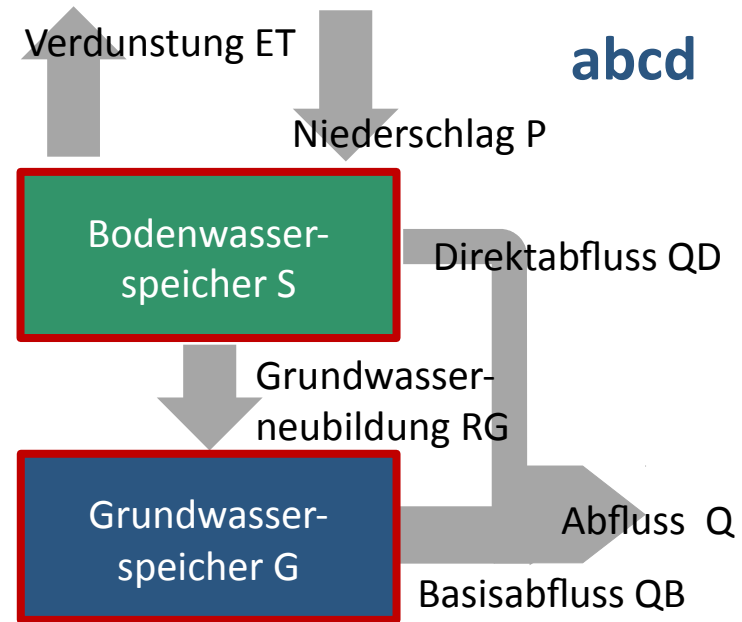 Verdunstung ET
abcd
Niederschlag P
Bodenwasser-
speicher S
Direktabfluss QD
Grundwasser-
neubildung RG
Grundwasser-
speicher G
Abfluss Q
Basisabfluss QB